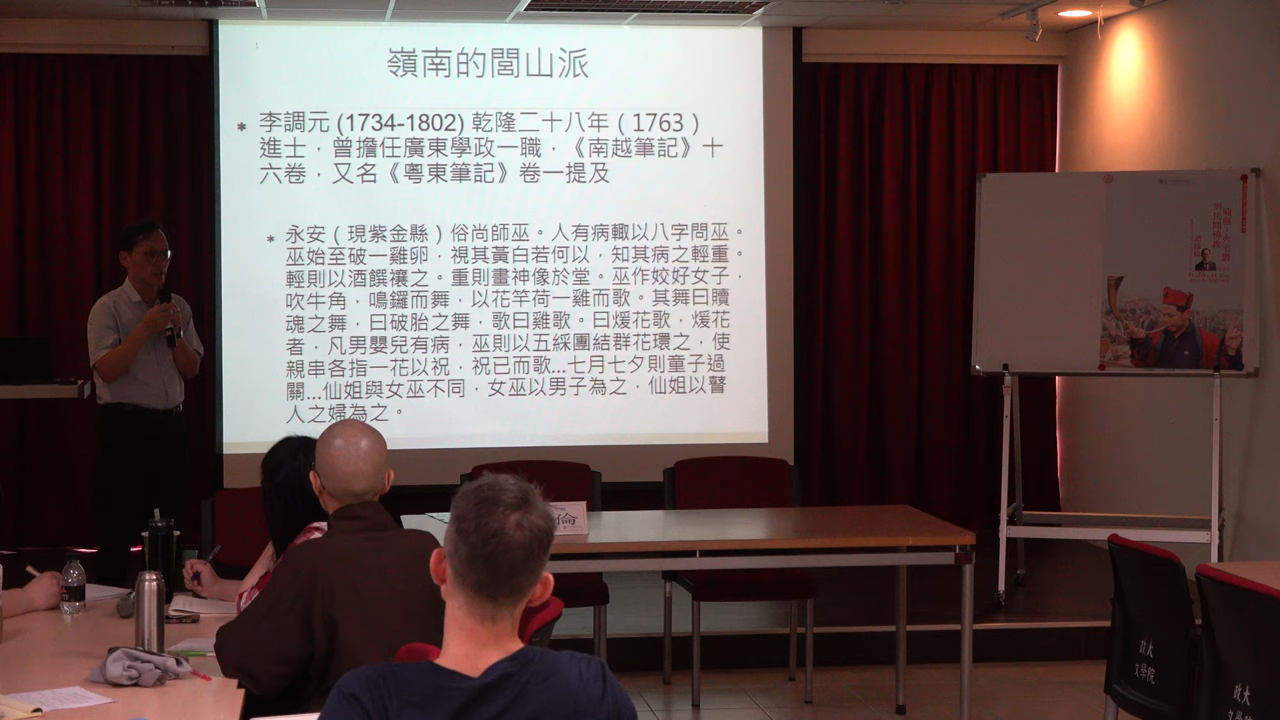 嶺南的閭山派
* 李調元 (1734-1802) 乾隆二十八年（1763）
進士，曾擔任廣東學政一職，《南越筆記》十
六卷，又名《粵東筆記》卷一提及
* 永安（現紫金縣）俗尚師巫。人有病輙以八字問巫。
巫始至破一雞卵，視其黃白若何以，知其病之輕重。
輕則以酒饌禳之。重則畫神像於堂。巫作姣好女子，
吹牛角，鳴鑼而舞，以花竿荷一雞而歌。其舞曰贖
魂之舞，曰破胎之舞，歌曰雞歌。曰煖花歌，煖花
者，凡男嬰兒有病，巫則以五綵團結群花環之，使
親串各指一花以祝，祝已而歌...七月七夕則童子過
關...仙姐與女巫不同，女巫以男子為之，仙姐以瞽
人之婦為之。
倫
政大
文學院
政大